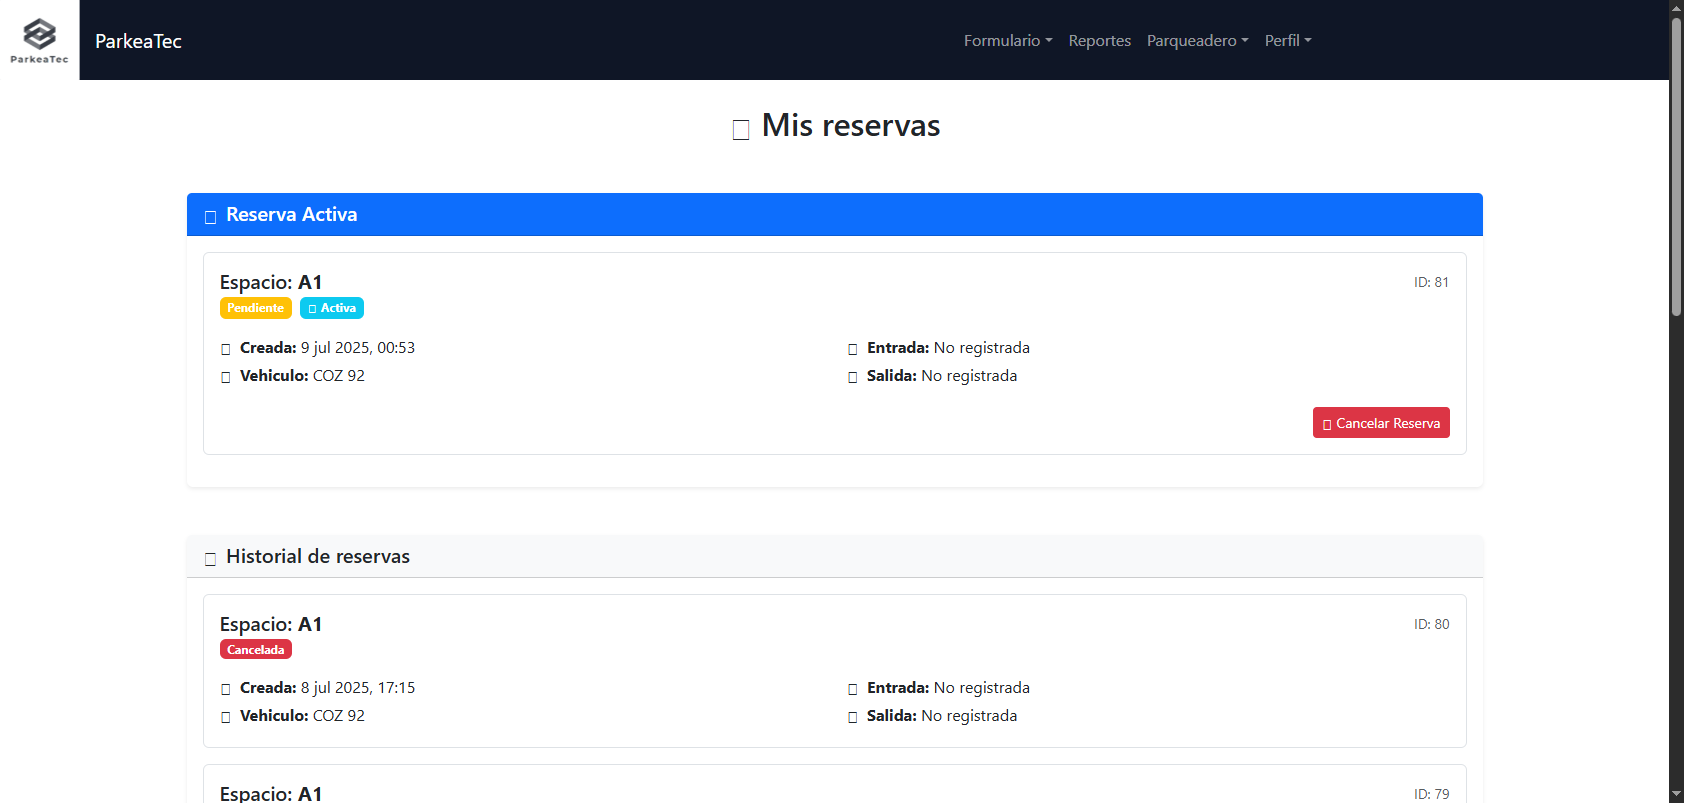 ParkeaTec
ParkeaTec
Formulario Reportes Parqueadero Perfil
Mis reservas
Reserva Activa
Espacio: A1
ID: 81
Pendiente Activa
Creada: 9 jul 2025, 00:53
Entrada: No registrada
Vehiculo: COZ 92
Salida: No registrada
Cancelar Reserva
Historial de reservas
Espacio: A1
ID: 80
Cancelada
Creada: 8 jul 2025, 17:15
Entrada: No registrada
Vehiculo: COZ 92
Salida: No registrada
Espacio: A1
ID: 79